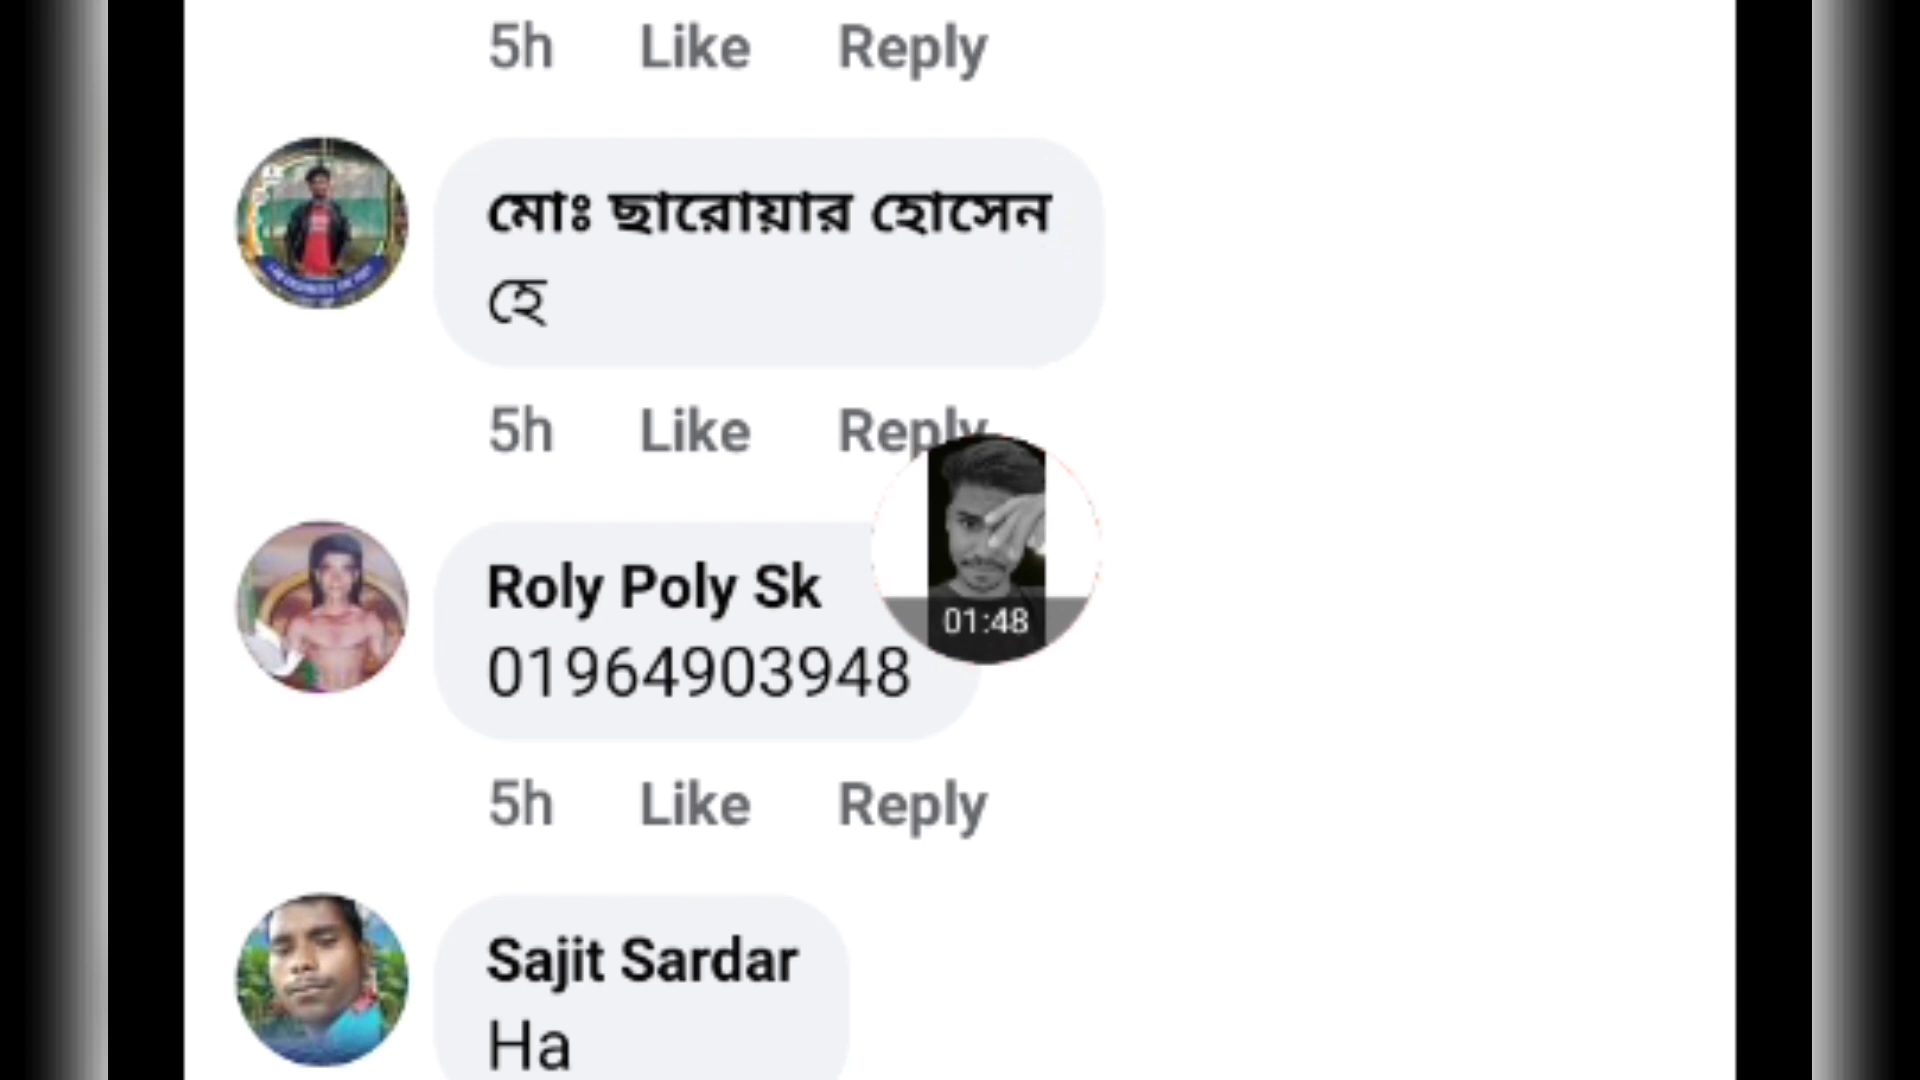 5h Like Reply
মোঃ ছারোয়ার হোসেন
হে
5h Like Reply
01:48
Roly Poly Sk
01964903948
5h Like Reply
Sajit Sardar
Ha